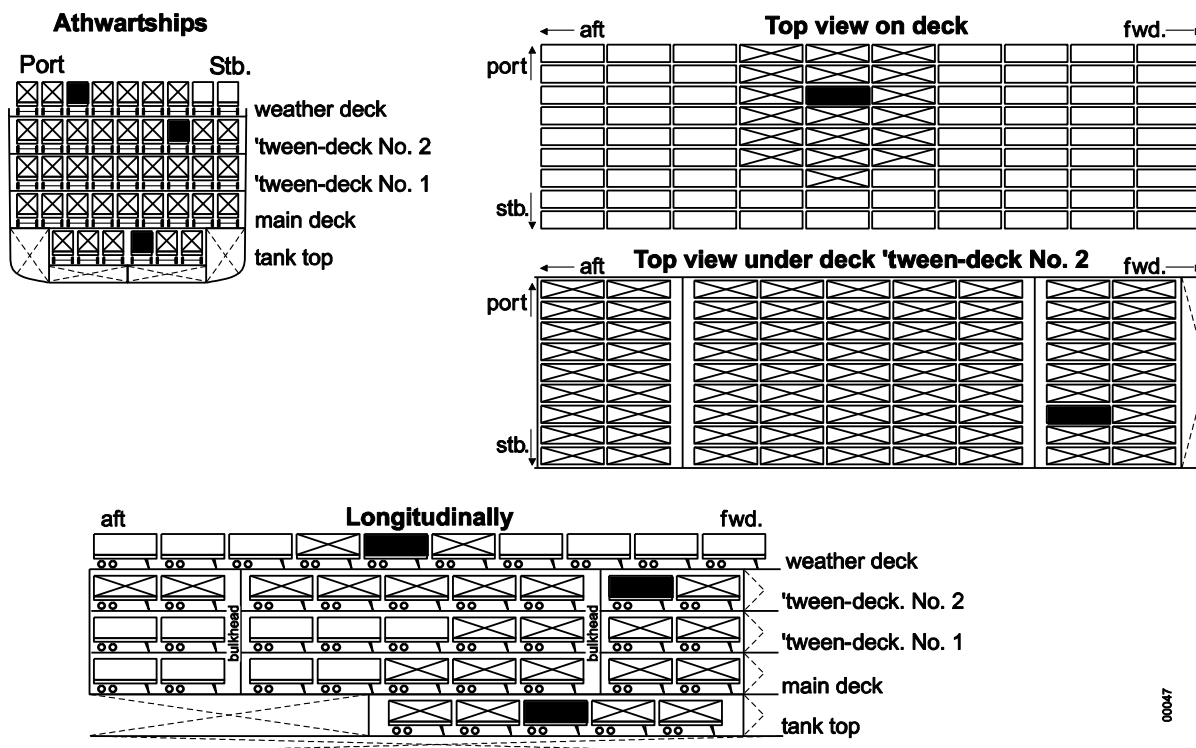 Athwartships
Port Stb.
weather deck
'tween-deck No. 2
'tween-deck No. 1
main deck
tank top
Top view on deck
aft fwd.
port
stb.
Top view under deck 'tween-deck No. 2
aft fwd.
port
stb.
Longitudinally
aft fwd.
weather deck
'tween-deck. No. 2
'tween-deck. No. 1
main deck
tank top
bulkhead
bulkhead
00047